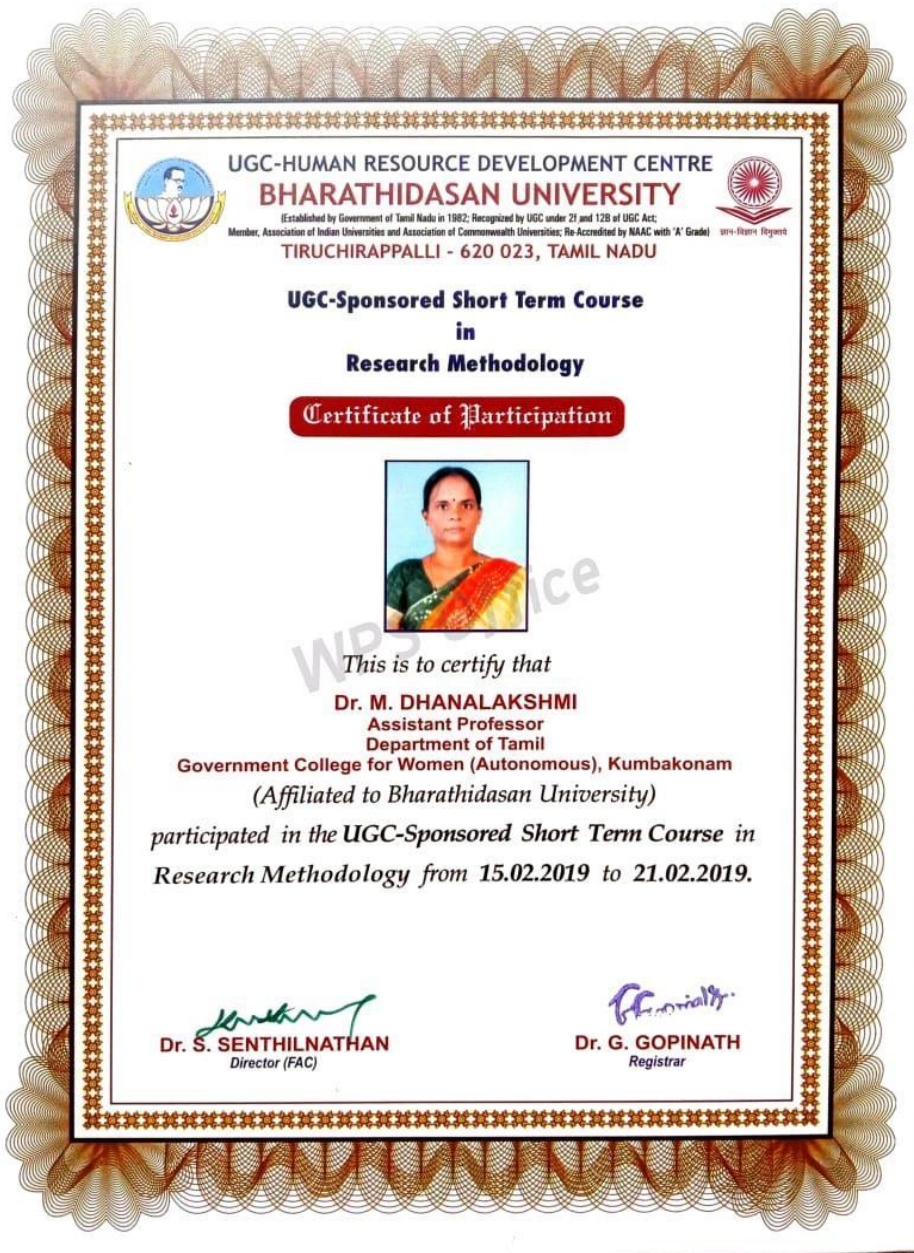 UGC-HUMAN RESOURCE DEVELOPMENT CENTRE
BHARATHIDASAN UNIVERSITY
(Established by Government of Tamil Nadu in 1982; Recognized by UGC under 2f and 12B of UGC Act;
Member, Association of Indian Universities and Association of Commonwealth Universities; Re-Accredited by NAAC with 'A' Grade)
ज्ञान-विज्ञान विमुक्तये
TIRUCHIRAPPALLI - 620 023, TAMIL NADU
UGC-Sponsored Short Term Course
in
Research Methodology
Certificate of Participation
WPS Office
This is to certify that
Dr. M. DHANALAKSHMI
Assistant Professor
Department of Tamil
Government College for Women (Autonomous), Kumbakonam
(Affiliated to Bharathidasan University)
participated in the UGC-Sponsored Short Term Course in
Research Methodology from 15.02.2019 to 21.02.2019.
Dr. S. SENTHILNATHAN
Director (FAC)
Dr. G. GOPINATH
Registrar